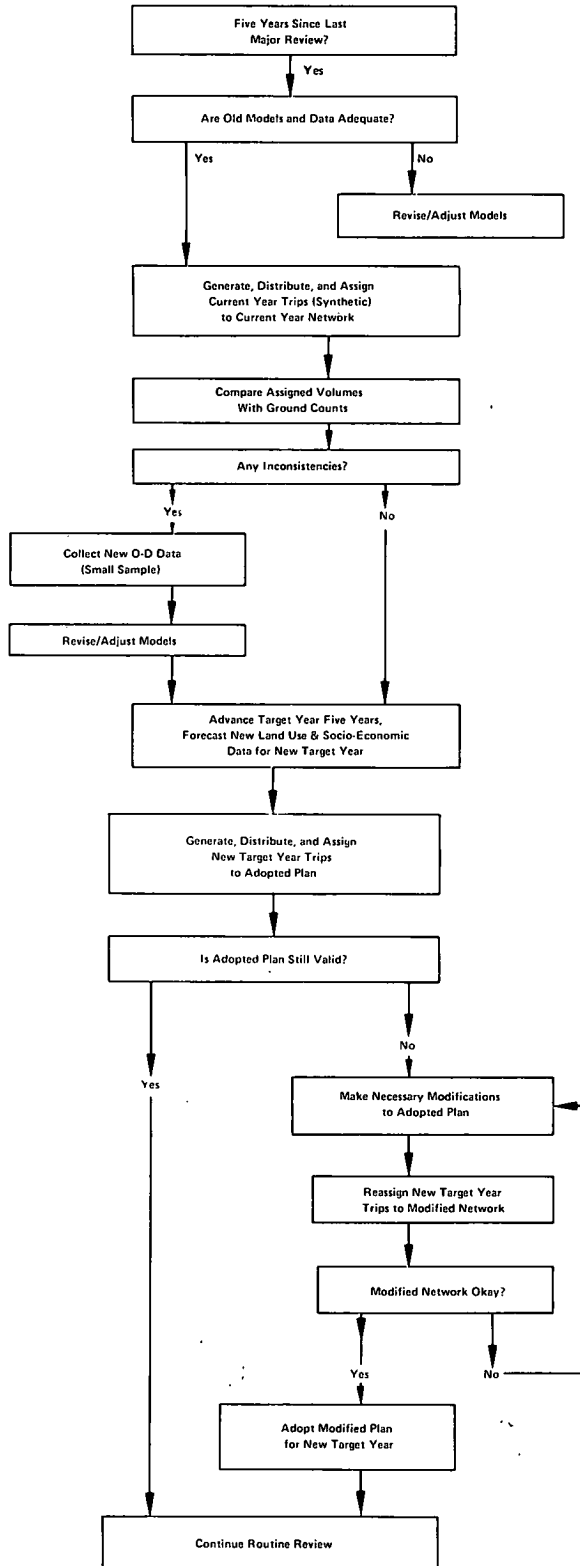 Five Years Since Last
Major Review?
Yes
Are Old Models and Data Adequate?
Yes
No
Revise/Adjust Models
Generate, Distribute, and Assign
Current Year Trips (Synthetic)
to Current Year Network
Compare Assigned Volumes
With Ground Counts
Any Inconsistencies?
Yes
No
Collect New O-D Data
(Small Sample)
Revise/Adjust Models
Advance Target Year Five Years,
Forecast New Land Use & Socio-Economic
Data for New Target Year
Generate, Distribute, and Assign
New Target Year Trips
to Adopted Plan
Is Adopted Plan Still Valid?
No
Yes
Make Necessary Modifications
to Adopted Plan
Reassign New Target Year
Trips to Modified Network
Modified Network Okay?
Yes
No
Adopt Modified Plan
for New Target Year
Continue Routine Review